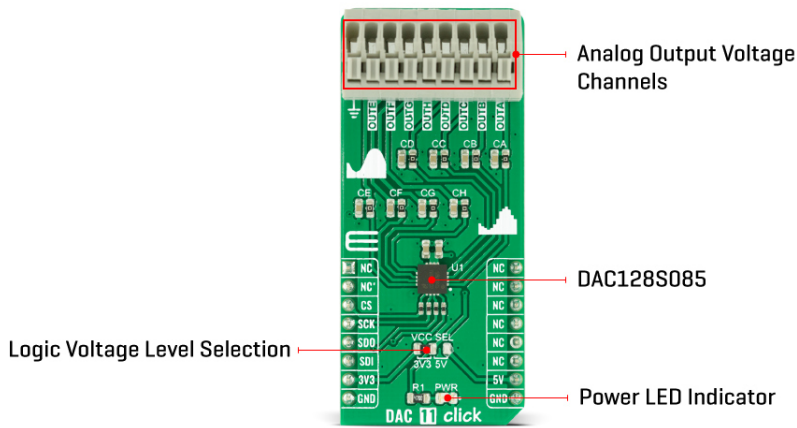 Analog Output Voltage
Channels
OUTE
OUTF
OUTG
OUTH
OUTD
OUTC
OUTB
OUTA
CD CC CB CA
CE CF CG CH
U1
DAC128S085
NC NC
NC' NC
CS NC
SCK NC
SDO NC
SDI NC
3V3 5V
GND GND
Logic Voltage Level Selection
VCC SEL
3V3 5V
R1 PWR
Power LED Indicator
DAC 11 click